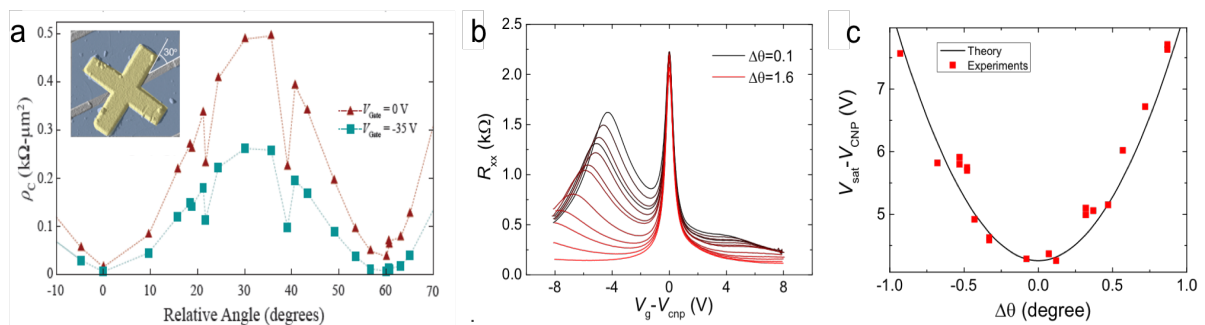 a
0.5
0.4
0.3
0.2
0.1
0
-10
0
10
20
30
40
50
60
70
ρC (kΩ-μm²)
Relative Angle (degrees)
30°
VGate = 0 V
VGate = -35 V
b
2.5
2.0
1.5
1.0
0.5
0.0
-8
-4
0
4
8
Rxx (kΩ)
Vg-Vcnp (V)
Δθ=0.1
Δθ=1.6
.
c
7
6
5
-1.0
-0.5
0.0
0.5
1.0
Vsat-VCNP (V)
Δθ (degree)
Theory
Experiments